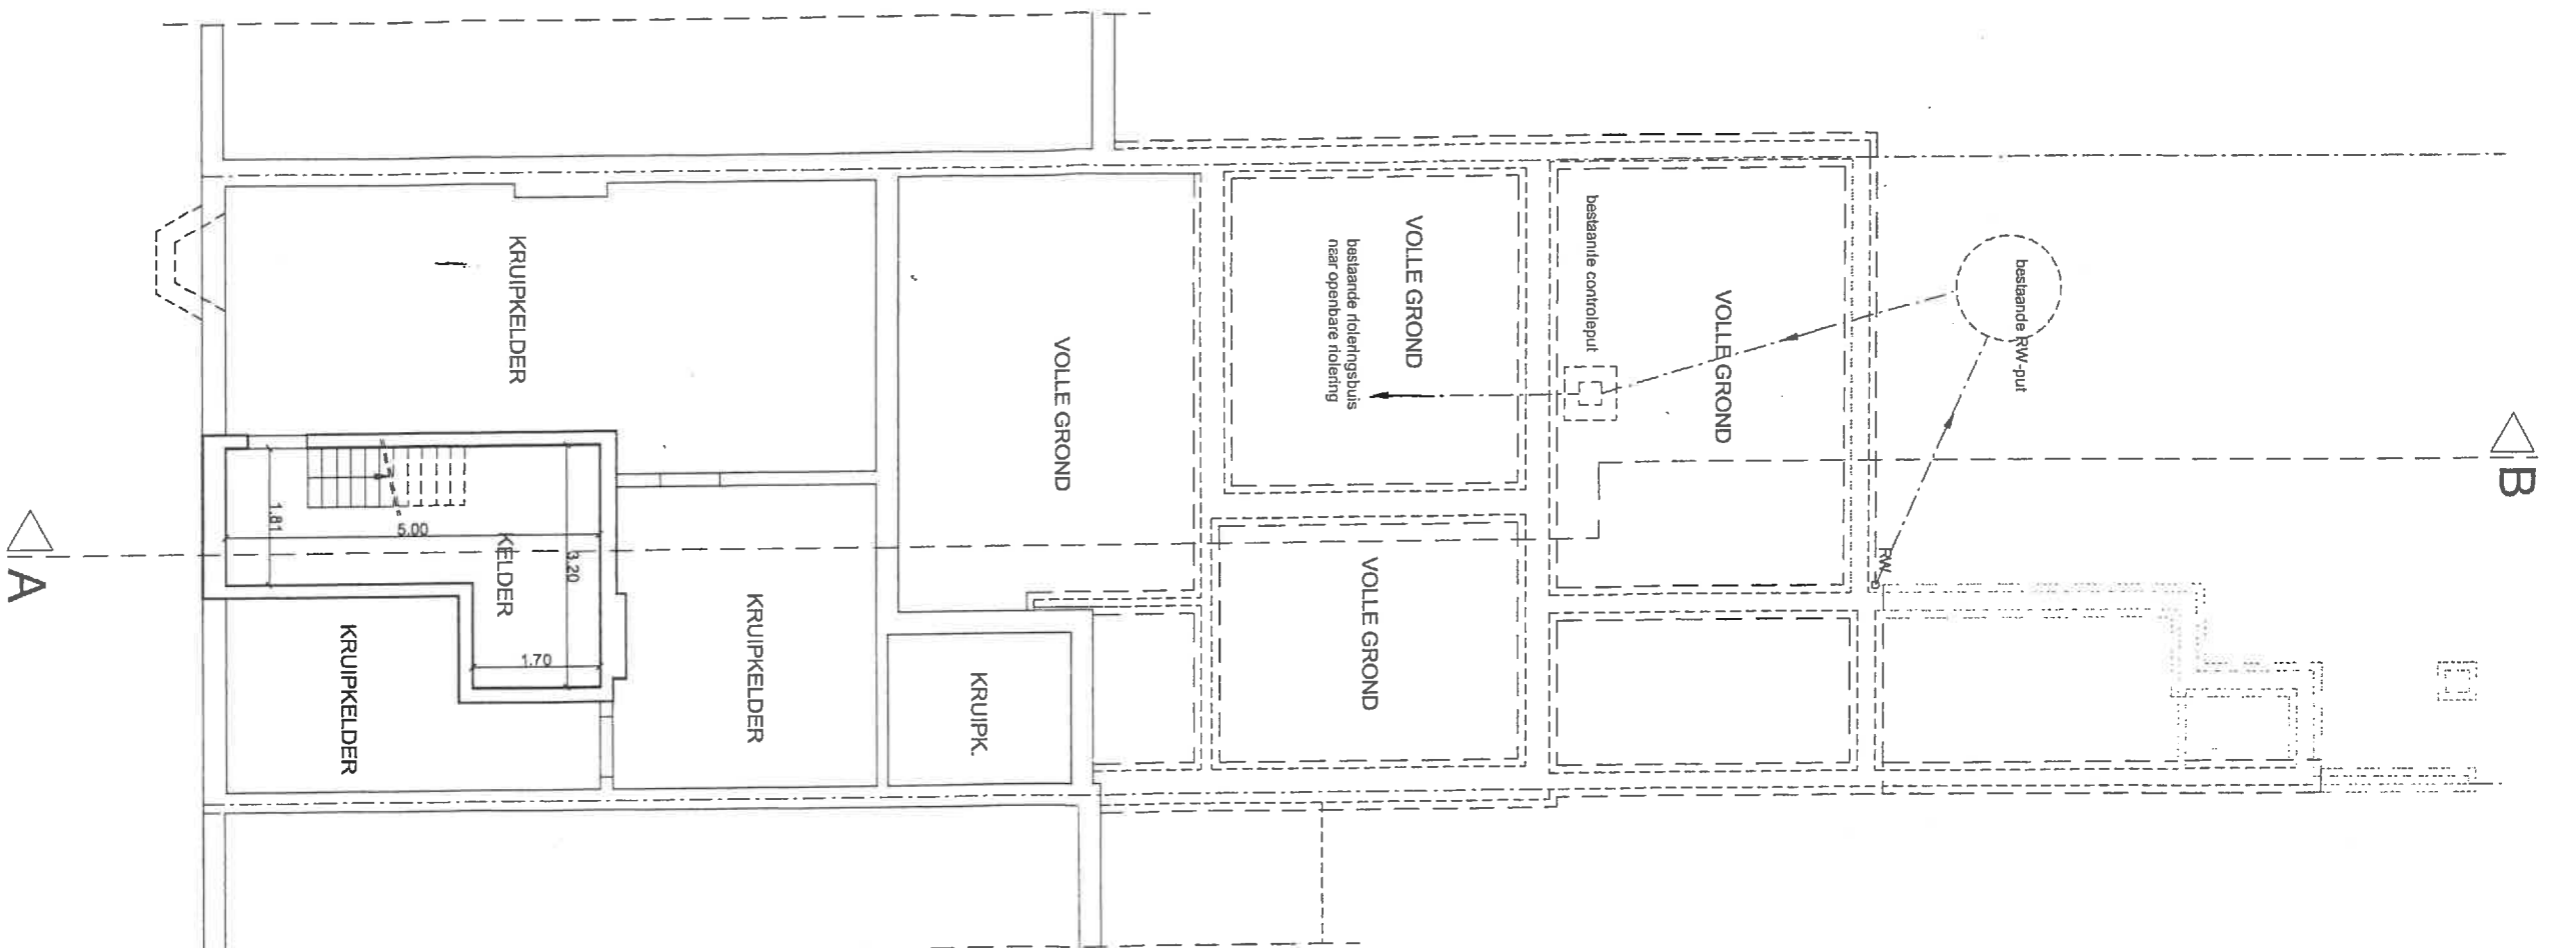 KRUIPKELDER
KELDER
5.00
1.81
3.20
1.70
KRUIPKELDER
KRUIPKELDER
KRUIPK.
VOLLE GROND
VOLLE GROND
bestaande rioleringsbuis
naar openbare riolering
VOLLE GROND
bestaande controleput
VOLLE GROND
bestaande RW-put
RW
A
B